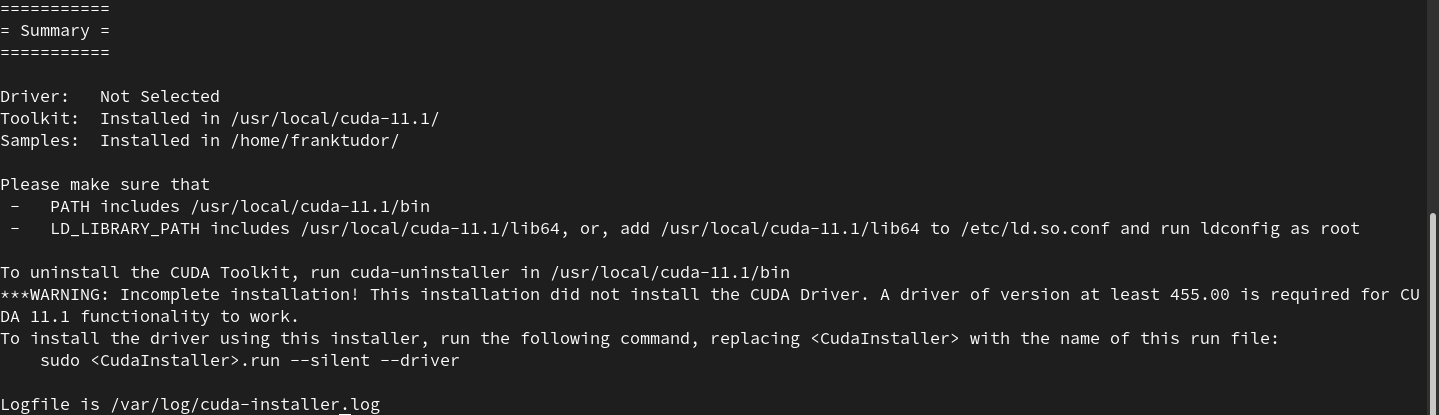 ===========
= Summary =
===========
Driver:   Not Selected
Toolkit:  Installed in /usr/local/cuda-11.1/
Samples:  Installed in /home/franktudor/
Please make sure that
 -   PATH includes /usr/local/cuda-11.1/bin
 -   LD_LIBRARY_PATH includes /usr/local/cuda-11.1/lib64, or, add /usr/local/cuda-11.1/lib64 to /etc/ld.so.conf and run ldconfig as root
To uninstall the CUDA Toolkit, run cuda-uninstaller in /usr/local/cuda-11.1/bin
***WARNING: Incomplete installation! This installation did not install the CUDA Driver. A driver of version at least 455.00 is required for CU
DA 11.1 functionality to work.
To install the driver using this installer, run the following command, replacing <CudaInstaller> with the name of this run file:
    sudo <CudaInstaller>.run --silent --driver
Logfile is /var/log/cuda-installer.log